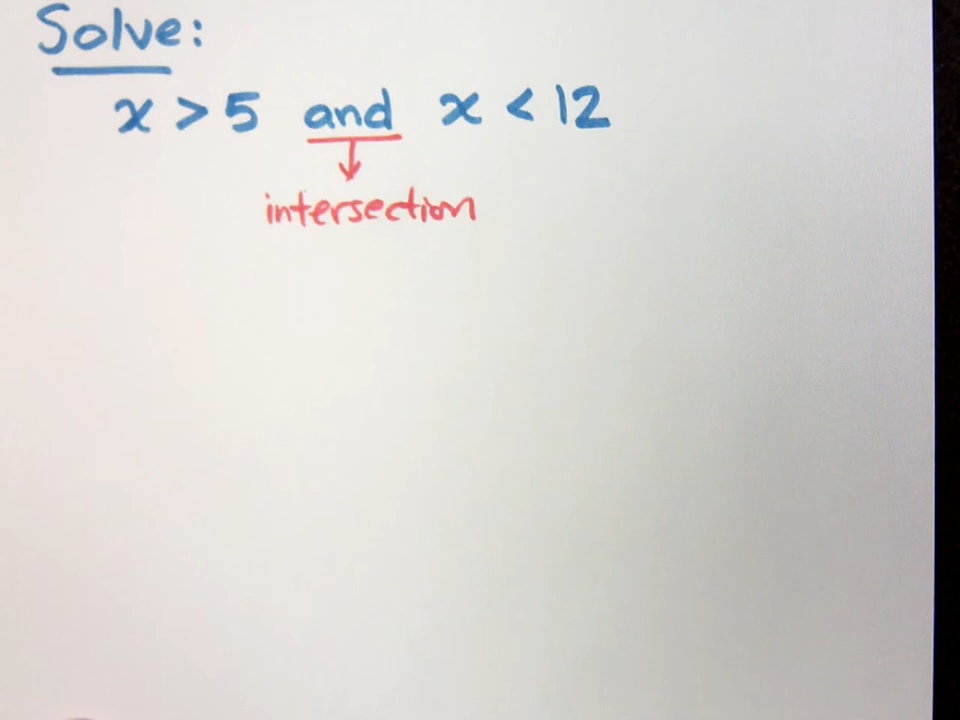 Solve:
x > 5 and x < 12
intersection